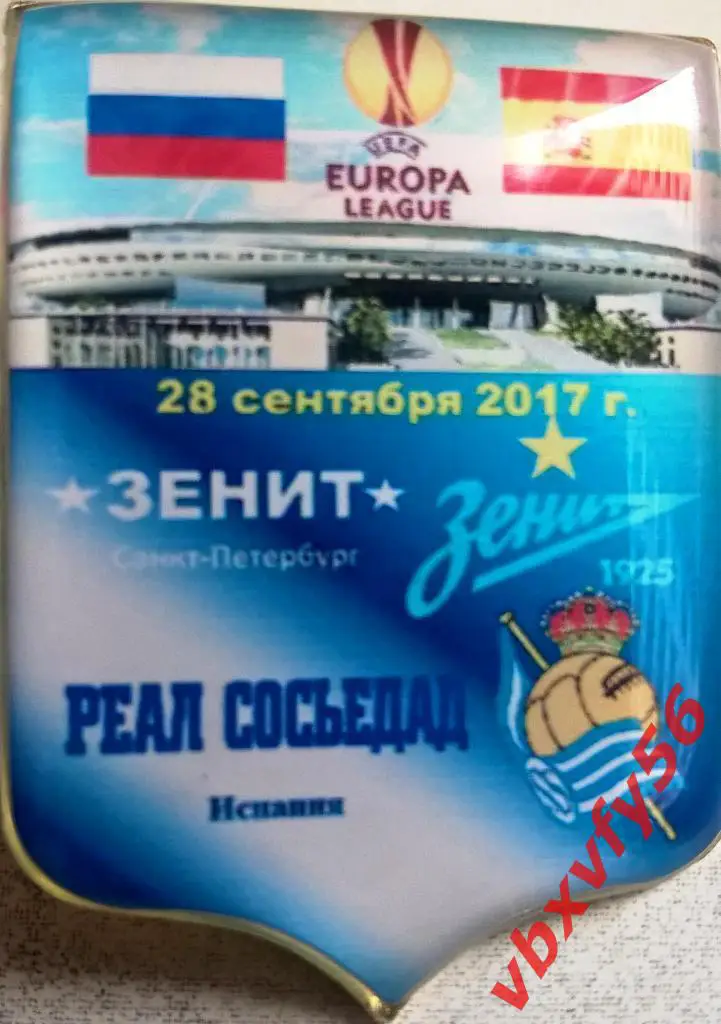 UEFA
EUROPA
LEAGUE
28 сентября 2017 г.
ЗЕНИТ
Зенит
Санкт-Петербург
1925
РЕАЛ СОСЬЕДАД
Испания
vbxvfy56